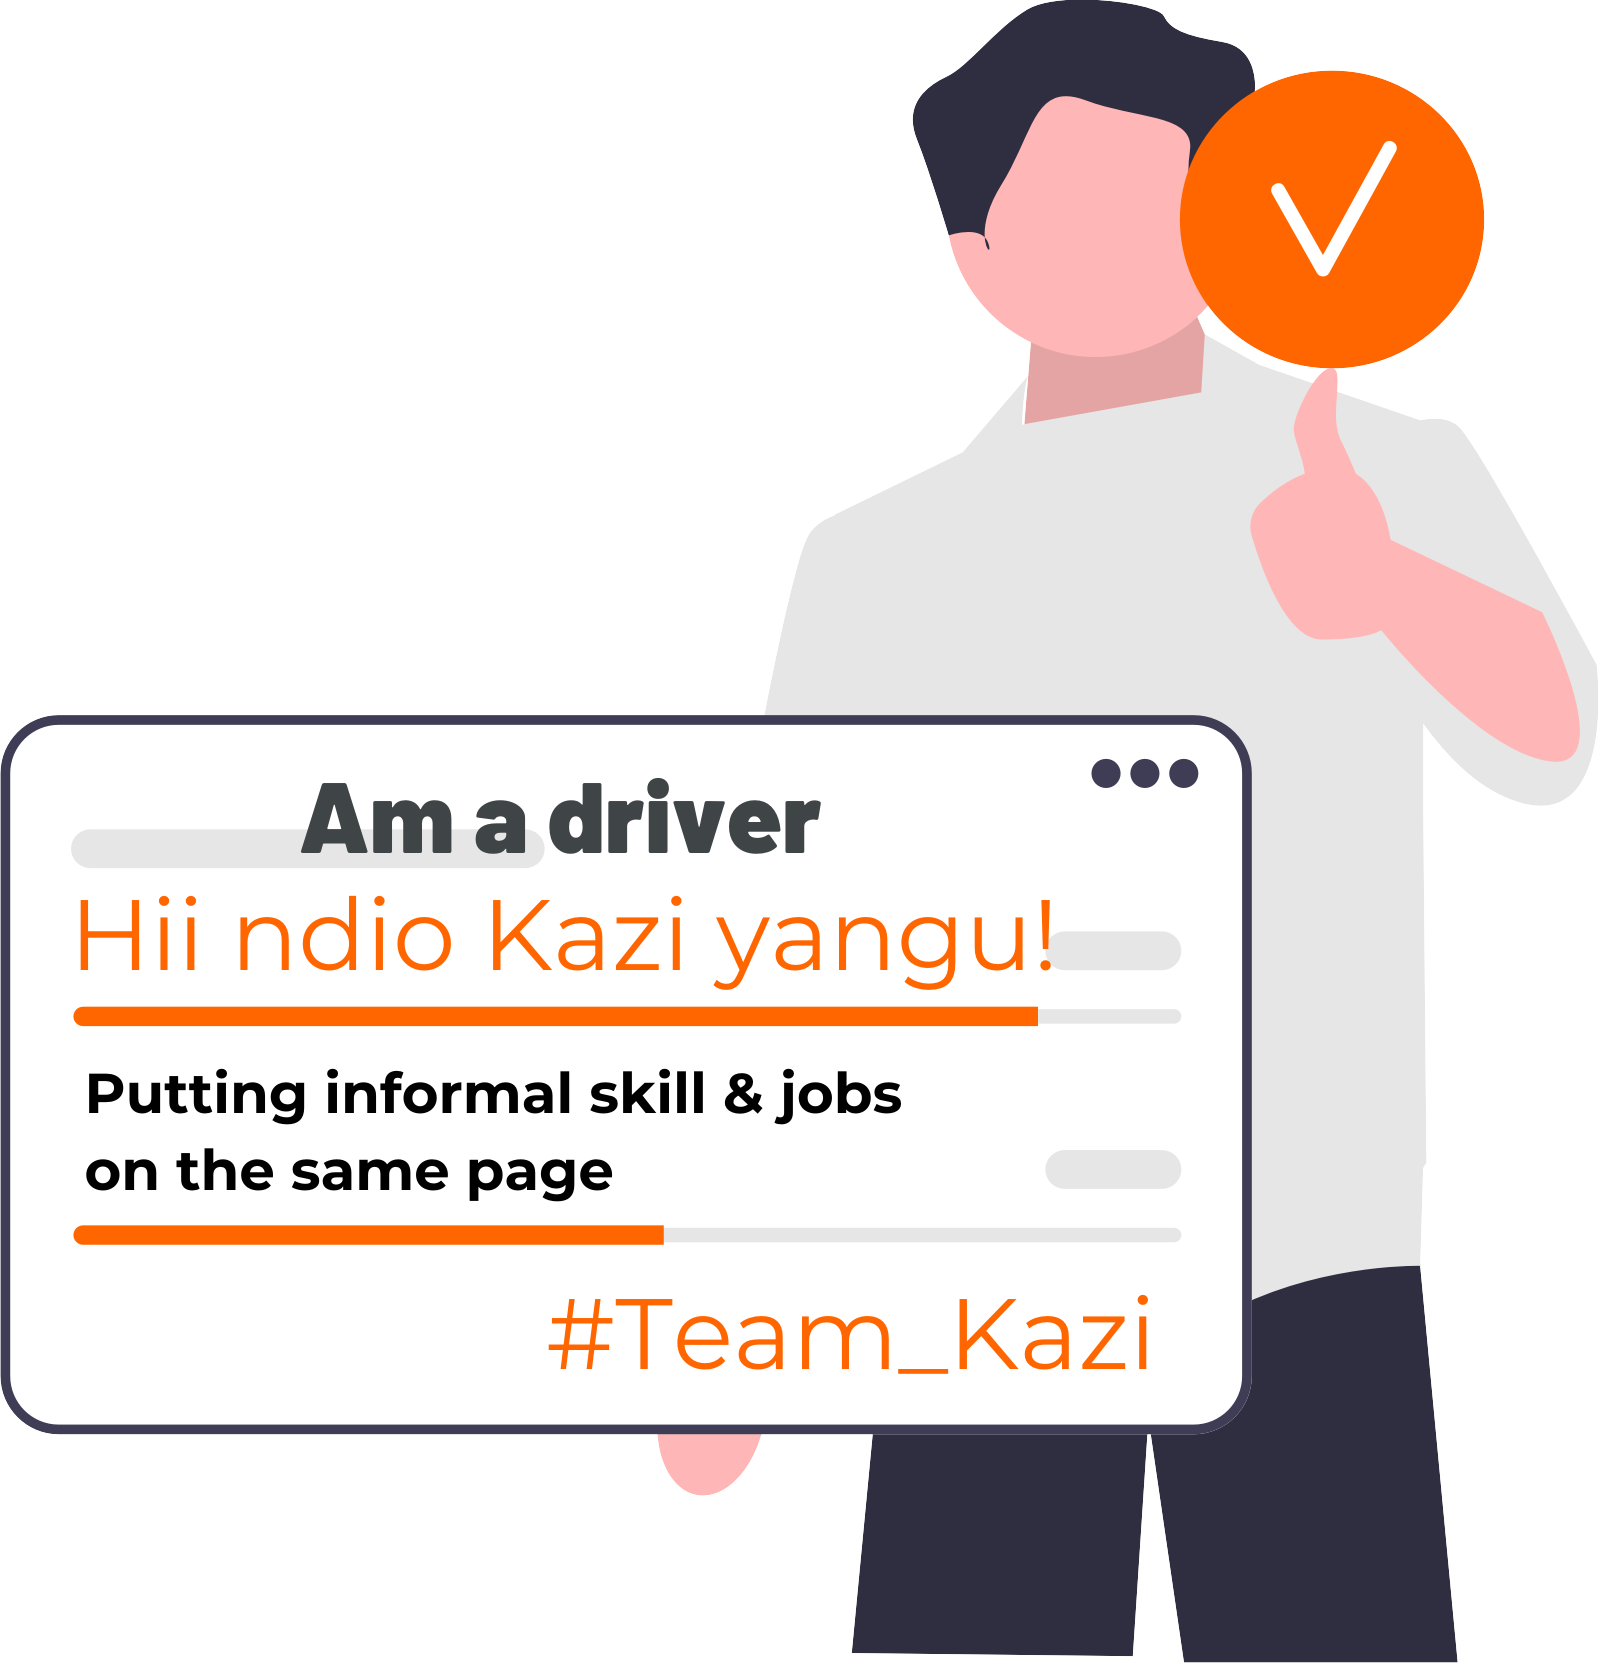 Am a driver
Hii ndio Kazi yangu!
Putting informal skill & jobs
on the same page
#Team_Kazi